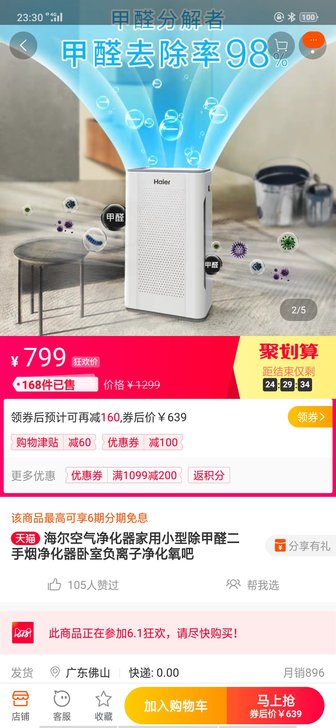 23:30
100
甲醛分解者
甲醛去除率98%
Haier
甲醛
甲醛
2/5
¥ 799 狂欢价
168件已售 价格 ¥1299
聚划算
距结束仅剩
24:29:34
领券后预计可再减160,券后价¥639
领券>
购物津贴 减60 优惠券 减100
更多优惠 优惠券 满1099减200 返积分
该商品最高可享6期分期免息
天猫 海尔空气净化器家用小型除甲醛二
手烟净化器卧室负离子净化氧吧
分享有礼
105人赞过 帮我选
此商品正在参加6.1狂欢，请尽快购买！
发货 广东佛山 快递: 0.00 月销896
店铺 客服 收藏
加入购物车
马上抢
券后价¥639